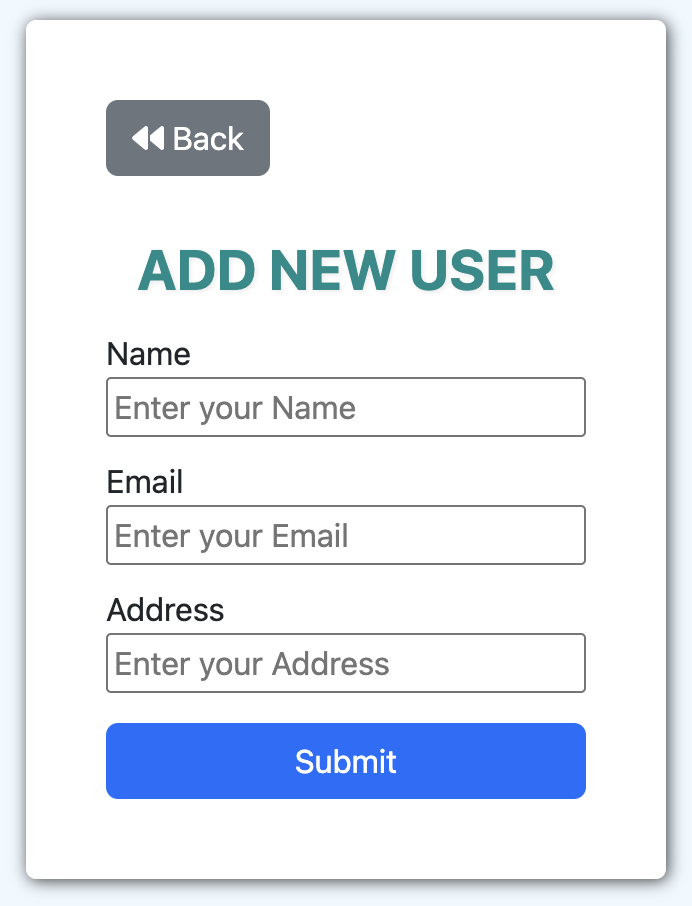 Back
ADD NEW USER
Name
Enter your Name
Email
Enter your Email
Address
Enter your Address
Submit